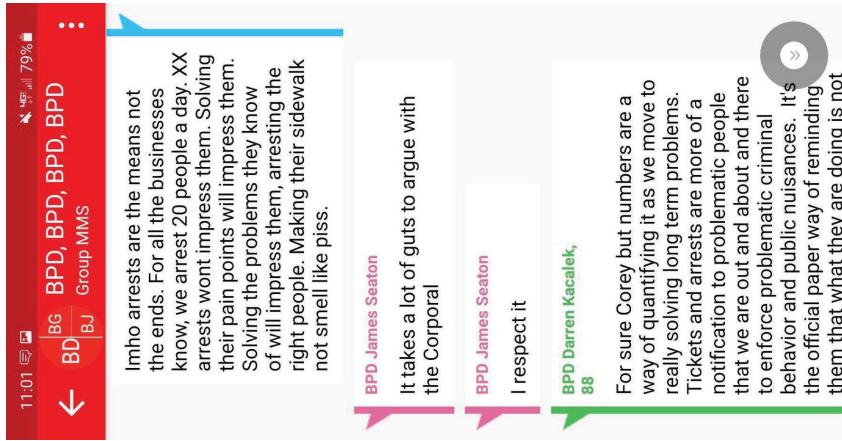 11:01 4G 79%
BD BG BJ BPD, BPD, BPD, BPD
Group MMS
Imho arrests are the means not
the ends. For all the businesses
know, we arrest 20 people a day. XX
arrests wont impress them. Solving
their pain points will impress them.
Solving the problems they know
of will impress them, arresting the
right people. Making their sidewalk
not smell like piss.
BPD James Seaton
It takes a lot of guts to argue with
the Corporal
BPD James Seaton
I respect it
BPD Darren Kacalek,
88
For sure Corey but numbers are a
way of quantifying it as we move to
really solving long term problems.
Tickets and arrests are more of a
notification to problematic people
that we are out and about and there
to enforce problematic criminal
behavior and public nuisances. It's
the official paper way of reminding
them that what they are doing is not